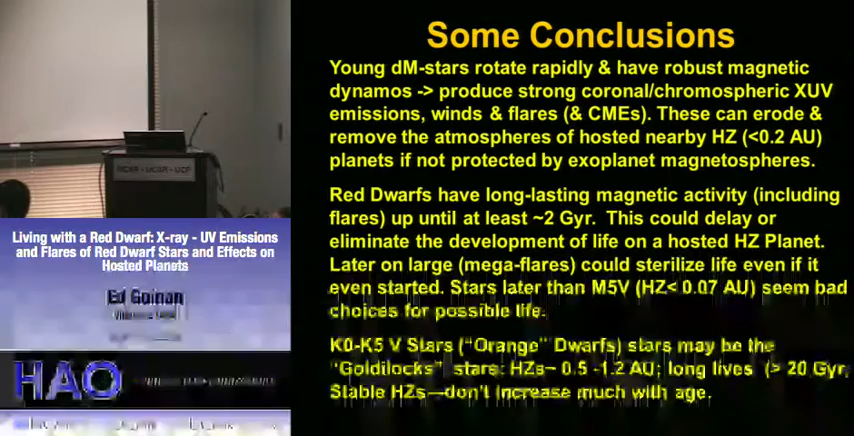 Some Conclusions
Young dM-stars rotate rapidly & have robust magnetic
dynamos -> produce strong coronal/chromospheric XUV
emissions, winds & flares (& CMEs). These can erode &
remove the atmospheres of hosted nearby HZ (<0.2 AU)
planets if not protected by exoplanet magnetospheres.
Red Dwarfs have long-lasting magnetic activity (including
flares) up until at least ~2 Gyr. This could delay or
eliminate the development of life on a hosted HZ Planet.
Later on large (mega-flares) could sterilize life even if it
even started. Stars later than M5V (HZ< 0.07 AU) seem bad
choices for possible life.
K0-K5 V Stars ("Orange" Dwarfs) stars may be the
"Goldilocks" stars: HZs~ 0.5 -1.2 AU; long lives (> 20 Gyr,
Stable HZs—don't increase much with age.
Living with a Red Dwarf: X-ray - UV Emissions
and Flares of Red Dwarf Stars and Effects on
Hosted Planets
Ed Guinan
HAO